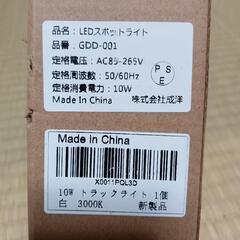 品名：LEDスポットライト
品番：GDD-001
定格電圧：AC85-265V
定格周波数：50/60Hz
定格消費電力：10W
Made in China 株式会社成洋
P S
E
Made in China
X0011PQL3D
10W トラックライト 1個
白 3000K 新製品